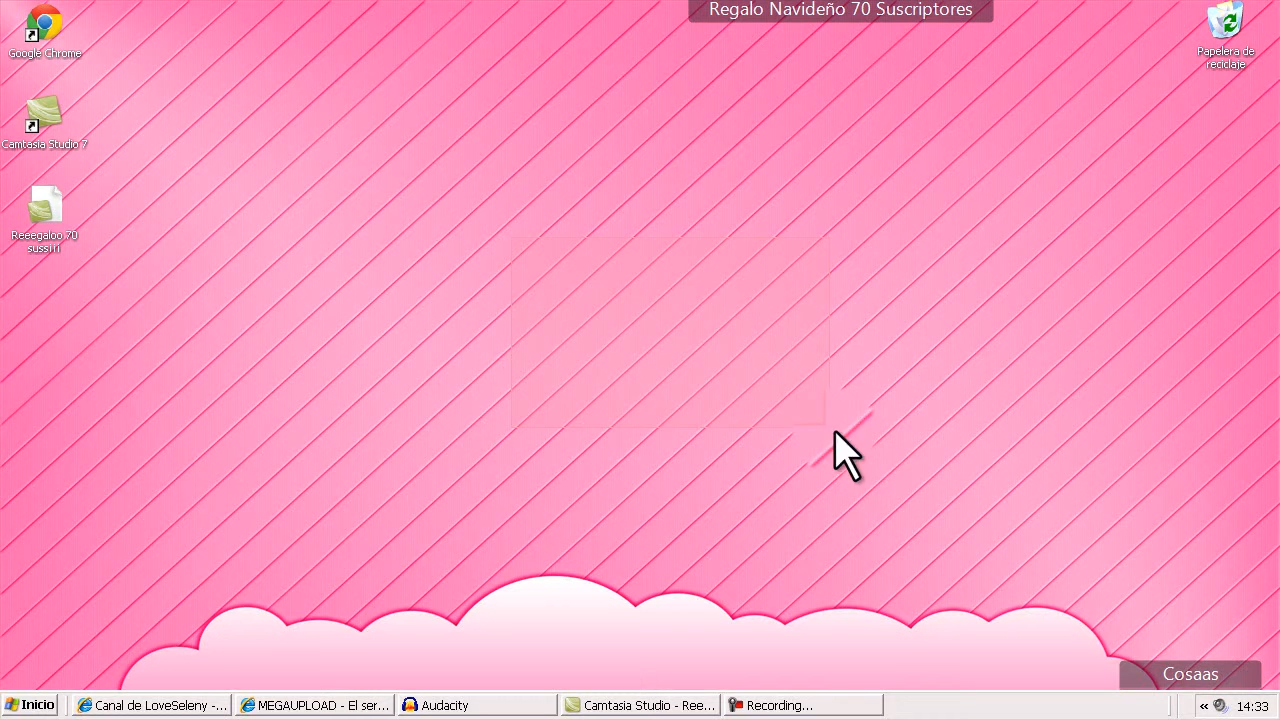 Regalo Navideño 70 Suscriptores
Google Chrome
Papelera de
reciclaje
Camtasia Studio 7
Reeegaloo 70
sussiïí
Cosaas
Inicio
Canal de LoveSeleny -...
MEGAUPLOAD - El ser...
Audacity
Camtasia Studio - Ree...
Recording...
«
14:33